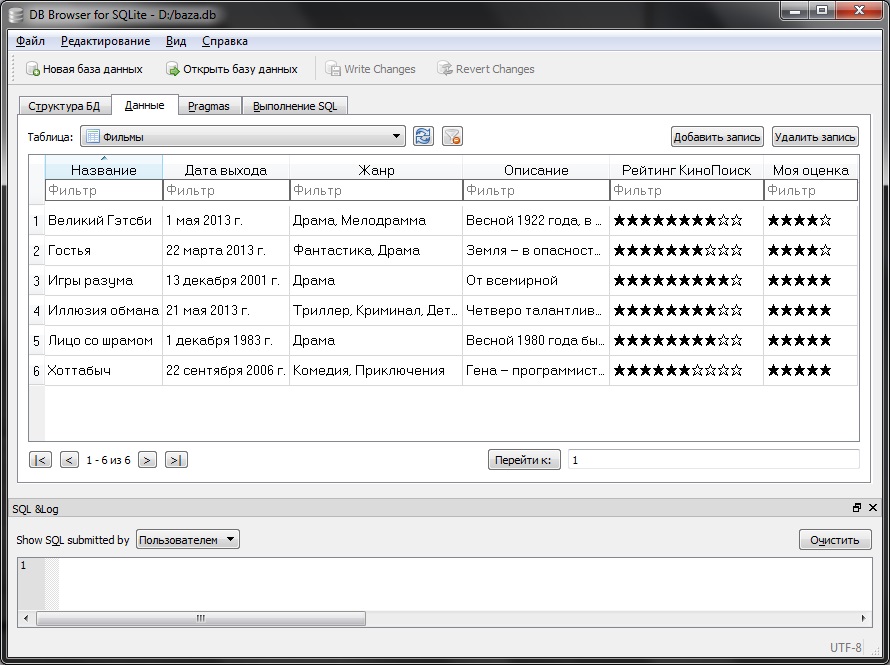 DB Browser for SQLite - D:/baza.db
Файл Редактирование Вид Справка
Новая база данных Открыть базу данных Write Changes Revert Changes
Структура БД Данные Pragmas Выполнение SQL
Таблица: Фильмы Добавить запись Удалить запись
Название Дата выхода Жанр Описание Рейтинг КиноПоиск Моя оценка
Фильтр Фильтр Фильтр Фильтр Фильтр Фильтр
1 Великий Гэтсби 1 мая 2013 г. Драма, Мелодрамма Весной 1922 года, в ... ★★★★★★★★☆☆ ★★★★☆
2 Гостья 22 марта 2013 г. Фантастика, Драма Земля – в опасност... ★★★★★★★☆☆☆ ★★★★☆
3 Игры разума 13 декабря 2001 г. Драма От всемирной ★★★★★★★★★☆ ★★★★★
4 Иллюзия обмана 21 мая 2013 г. Триллер, Криминал, Дет... Четверо талантлив... ★★★★★★★★☆☆ ★★★★★
5 Лицо со шрамом 1 декабря 1983 г. Драма Весной 1980 года бы... ★★★★★★★★☆☆ ★★★★★
6 Хоттабыч 22 сентября 2006 г. Комедия, Приключения Гена – программист... ★★★★★★☆☆☆☆ ★★★★★
|< < 1 - 6 из 6 > >| Перейти к: 1
SQL &Log
Show SQL submitted by Пользователем Очистить
1
UTF-8